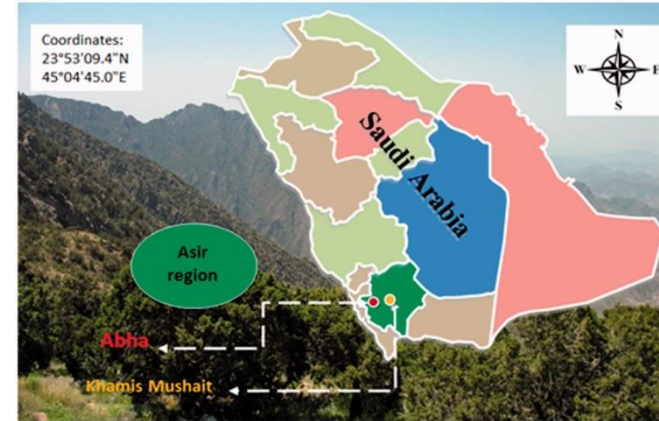 Coordinates:
23°53'09.4"N
45°04'45.0"E
N
W E
S
Saudi Arabia
Asir
region
Abha
Khamis Mushait